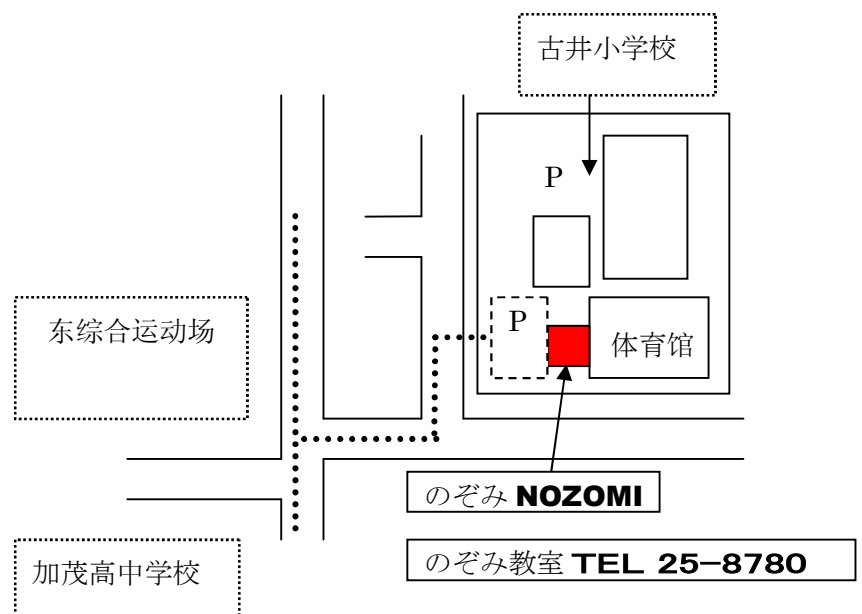 古井小学校
P
P
东综合运动场
体育馆
のぞみ NOZOMI
のぞみ教室 TEL 25-8780
加茂高中学校